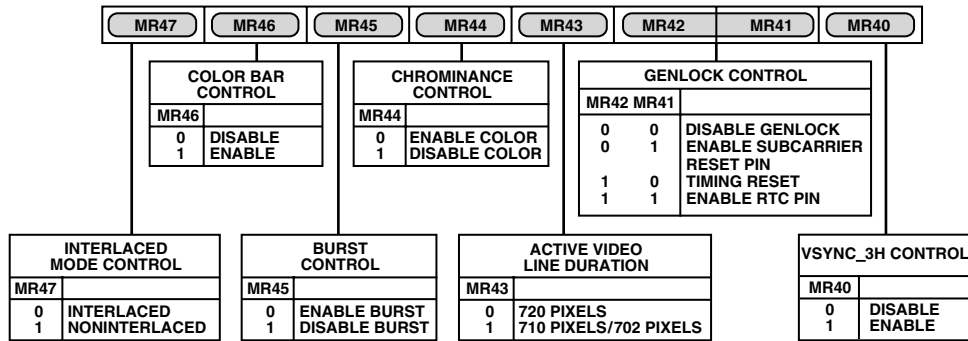 MR47 MR46 MR45 MR44 MR43 MR42 MR41 MR40
COLOR BAR
CONTROL
MR46
0 DISABLE
1 ENABLE
CHROMINANCE
CONTROL
MR44
0 ENABLE COLOR
1 DISABLE COLOR
GENLOCK CONTROL
MR42 MR41
0 0 DISABLE GENLOCK
0 1 ENABLE SUBCARRIER
RESET PIN
1 0 TIMING RESET
1 1 ENABLE RTC PIN
INTERLACED
MODE CONTROL
MR47
0 INTERLACED
1 NONINTERLACED
BURST
CONTROL
MR45
0 ENABLE BURST
1 DISABLE BURST
ACTIVE VIDEO
LINE DURATION
MR43
0 720 PIXELS
1 710 PIXELS/702 PIXELS
VSYNC_3H CONTROL
MR40
0 DISABLE
1 ENABLE